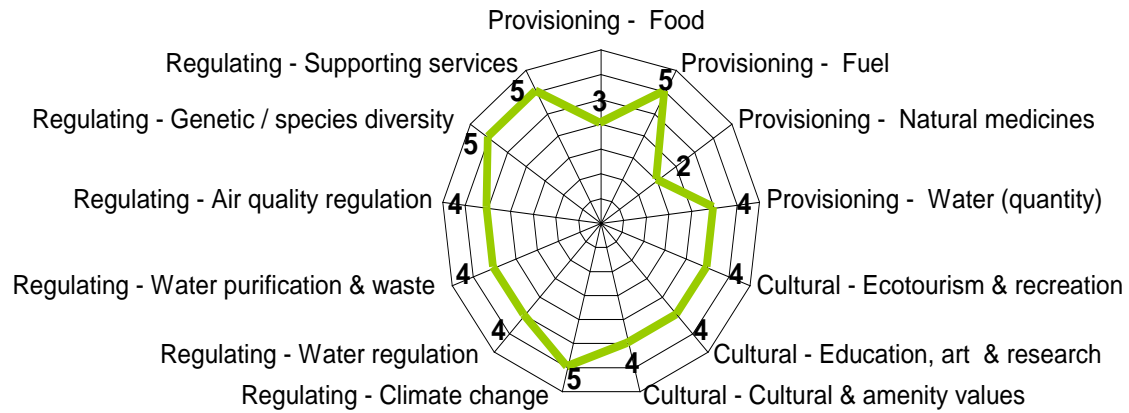 Provisioning - Food
Regulating - Supporting services
5
3
5
Provisioning - Fuel
Regulating - Genetic / species diversity
5
2
Provisioning - Natural medicines
Regulating - Air quality regulation
4
4
Provisioning - Water (quantity)
Regulating - Water purification & waste
4
4
Cultural - Ecotourism & recreation
Regulating - Water regulation
4
4
Cultural - Education, art & research
Regulating - Climate change
5
4
Cultural - Cultural & amenity values